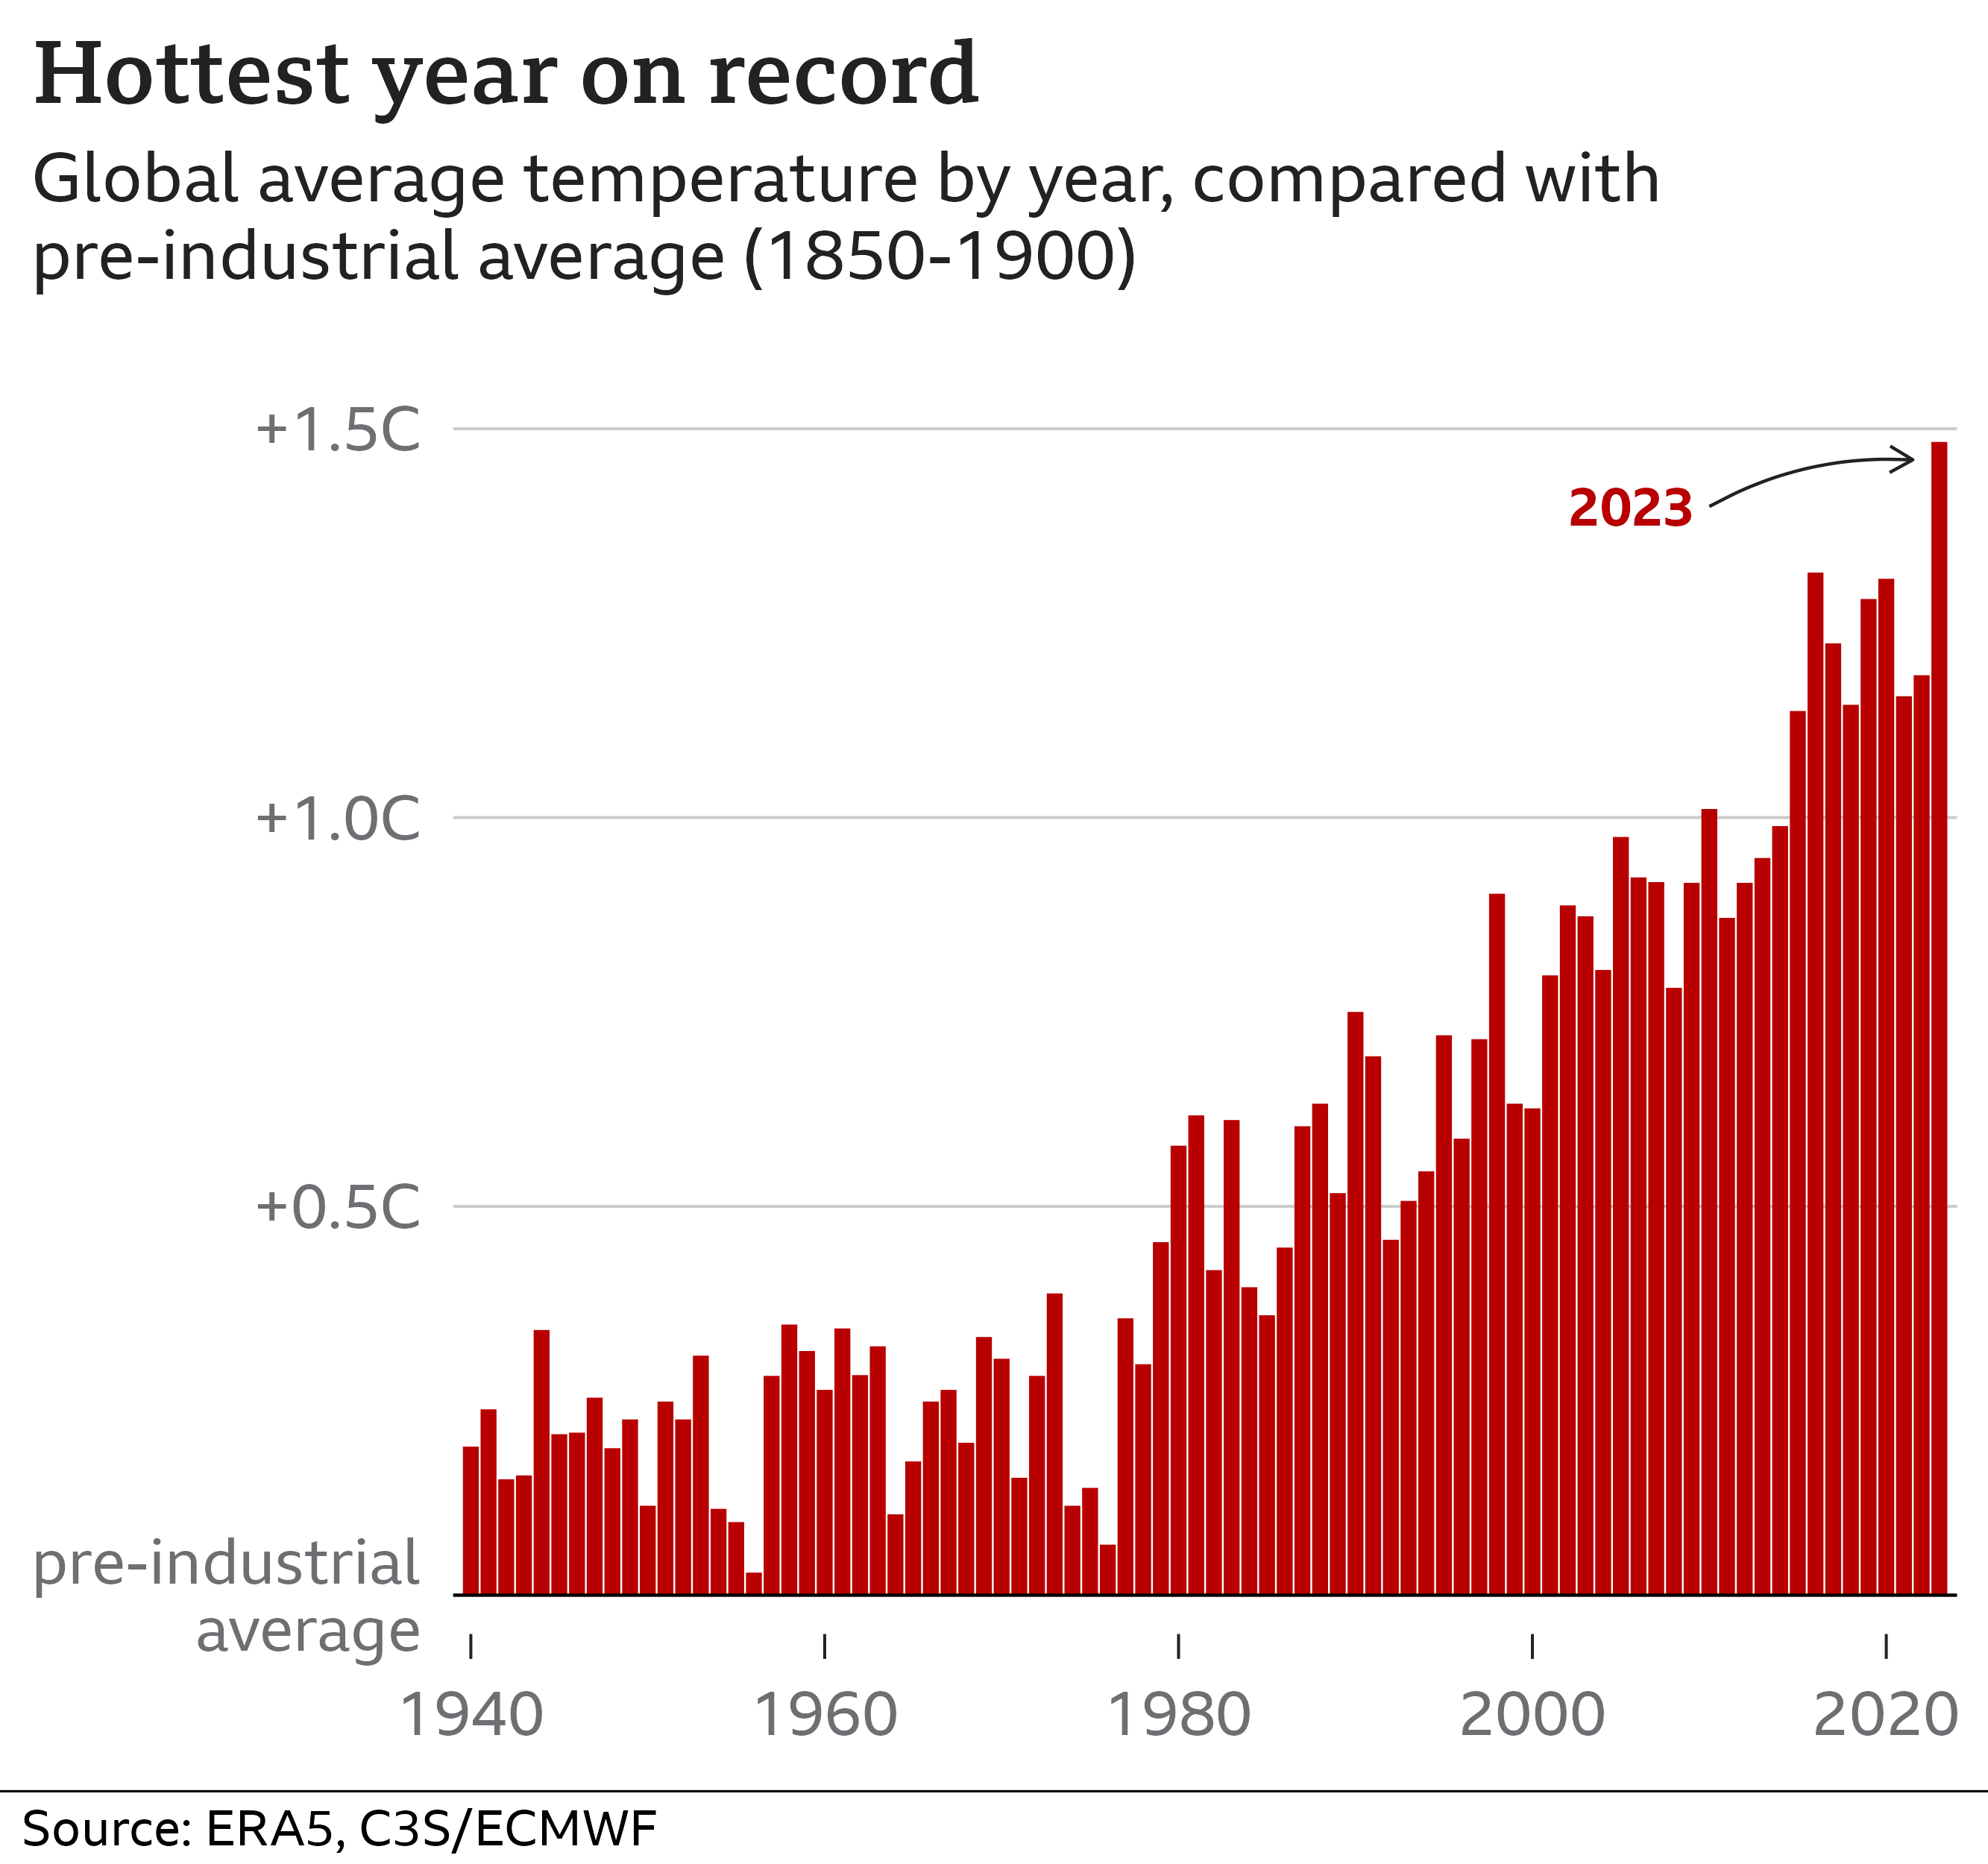 Hottest year on record
Global average temperature by year, compared with
pre-industrial average (1850-1900)
+1.5C
2023
+1.0C
+0.5C
pre-industrial
average
1940 1960 1980 2000 2020
Source: ERA5, C3S/ECMWF